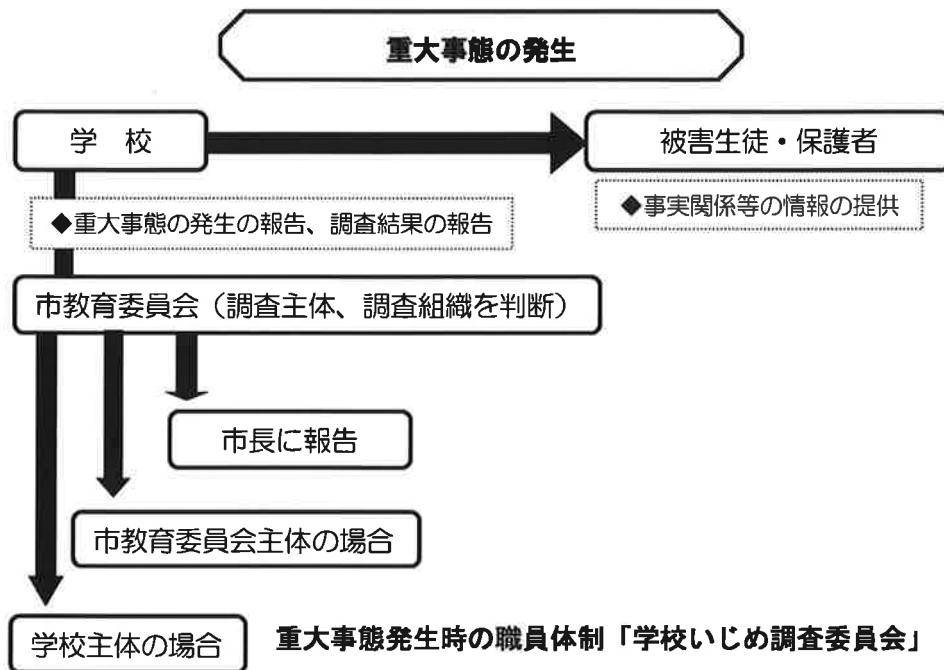 重大事態の発生
学　校
被害生徒・保護者
◆重大事態の発生の報告、調査結果の報告
◆事実関係等の情報の提供
市教育委員会（調査主体、調査組織を判断）
市長に報告
市教育委員会主体の場合
学校主体の場合
重大事態発生時の職員体制「学校いじめ調査委員会」